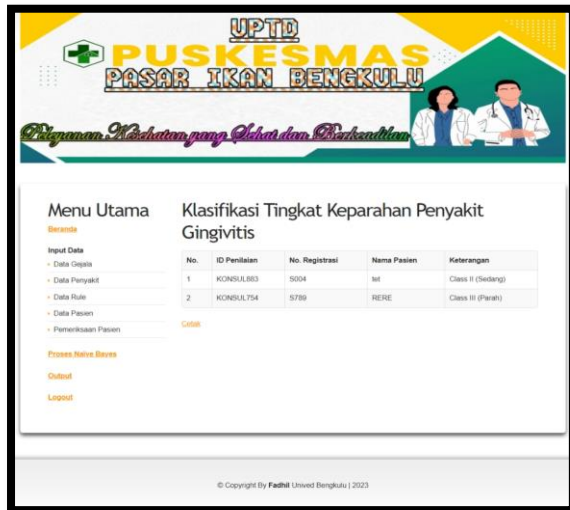 UPTD
PUSKESMAS
PASAR IKAN BENGKULU
Pelayanan Kesehatan yang Sehat dan Berkeadilan
Menu Utama
Beranda
Input Data
Data Gejala
Data Penyakit
Data Rule
Data Pasien
Pemeriksaan Pasien
Proses Naive Bayes
Output
Logout
Klasifikasi Tingkat Keparahan Penyakit
Gingivitis
No. ID Penilaian No. Registrasi Nama Pasien Keterangan
1 KONSUL883 5004 tet Class II (Sedang)
2 KONSUL754 5789 RERE Class III (Parah)
Cetak
© Copyright By Fadhil Unived Bengkulu | 2023